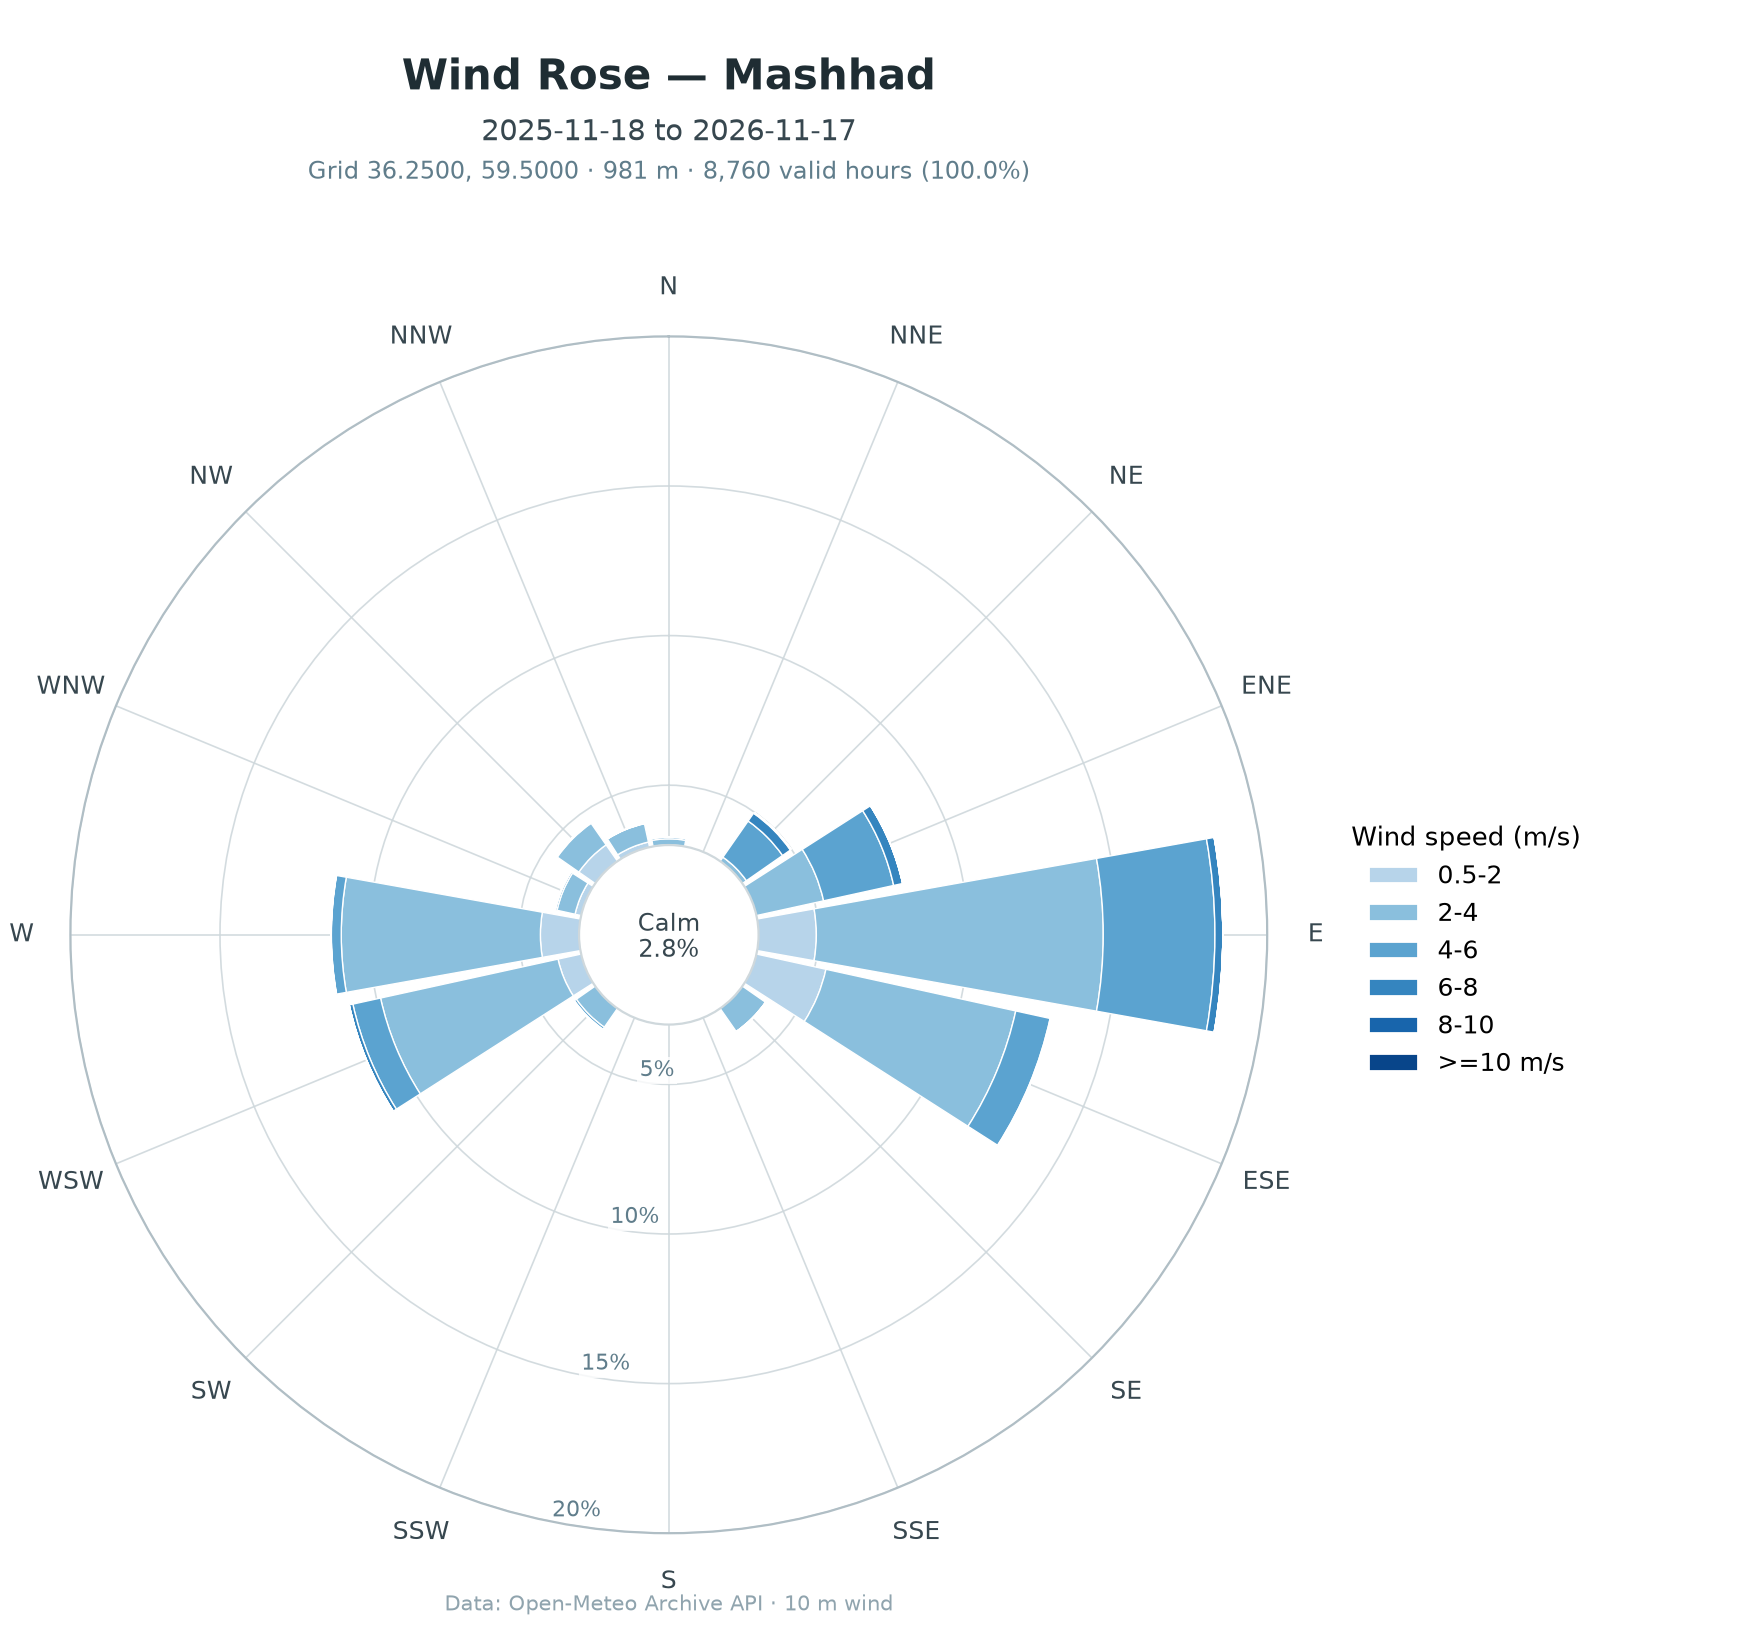 Wind Rose — Mashhad
2025-11-18 to 2026-11-17
Grid 36.2500, 59.5000 · 981 m · 8,760 valid hours (100.0%)
N
NNW
NNE
NW
NE
WNW
ENE
Wind speed (m/s)
0.5-2
2-4
4-6
6-8
8-10
>=10 m/s
Calm
2.8%
W
E
5%
WSW
ESE
10%
15%
SW
SE
20%
SSW
SSE
S
Data: Open-Meteo Archive API · 10 m wind